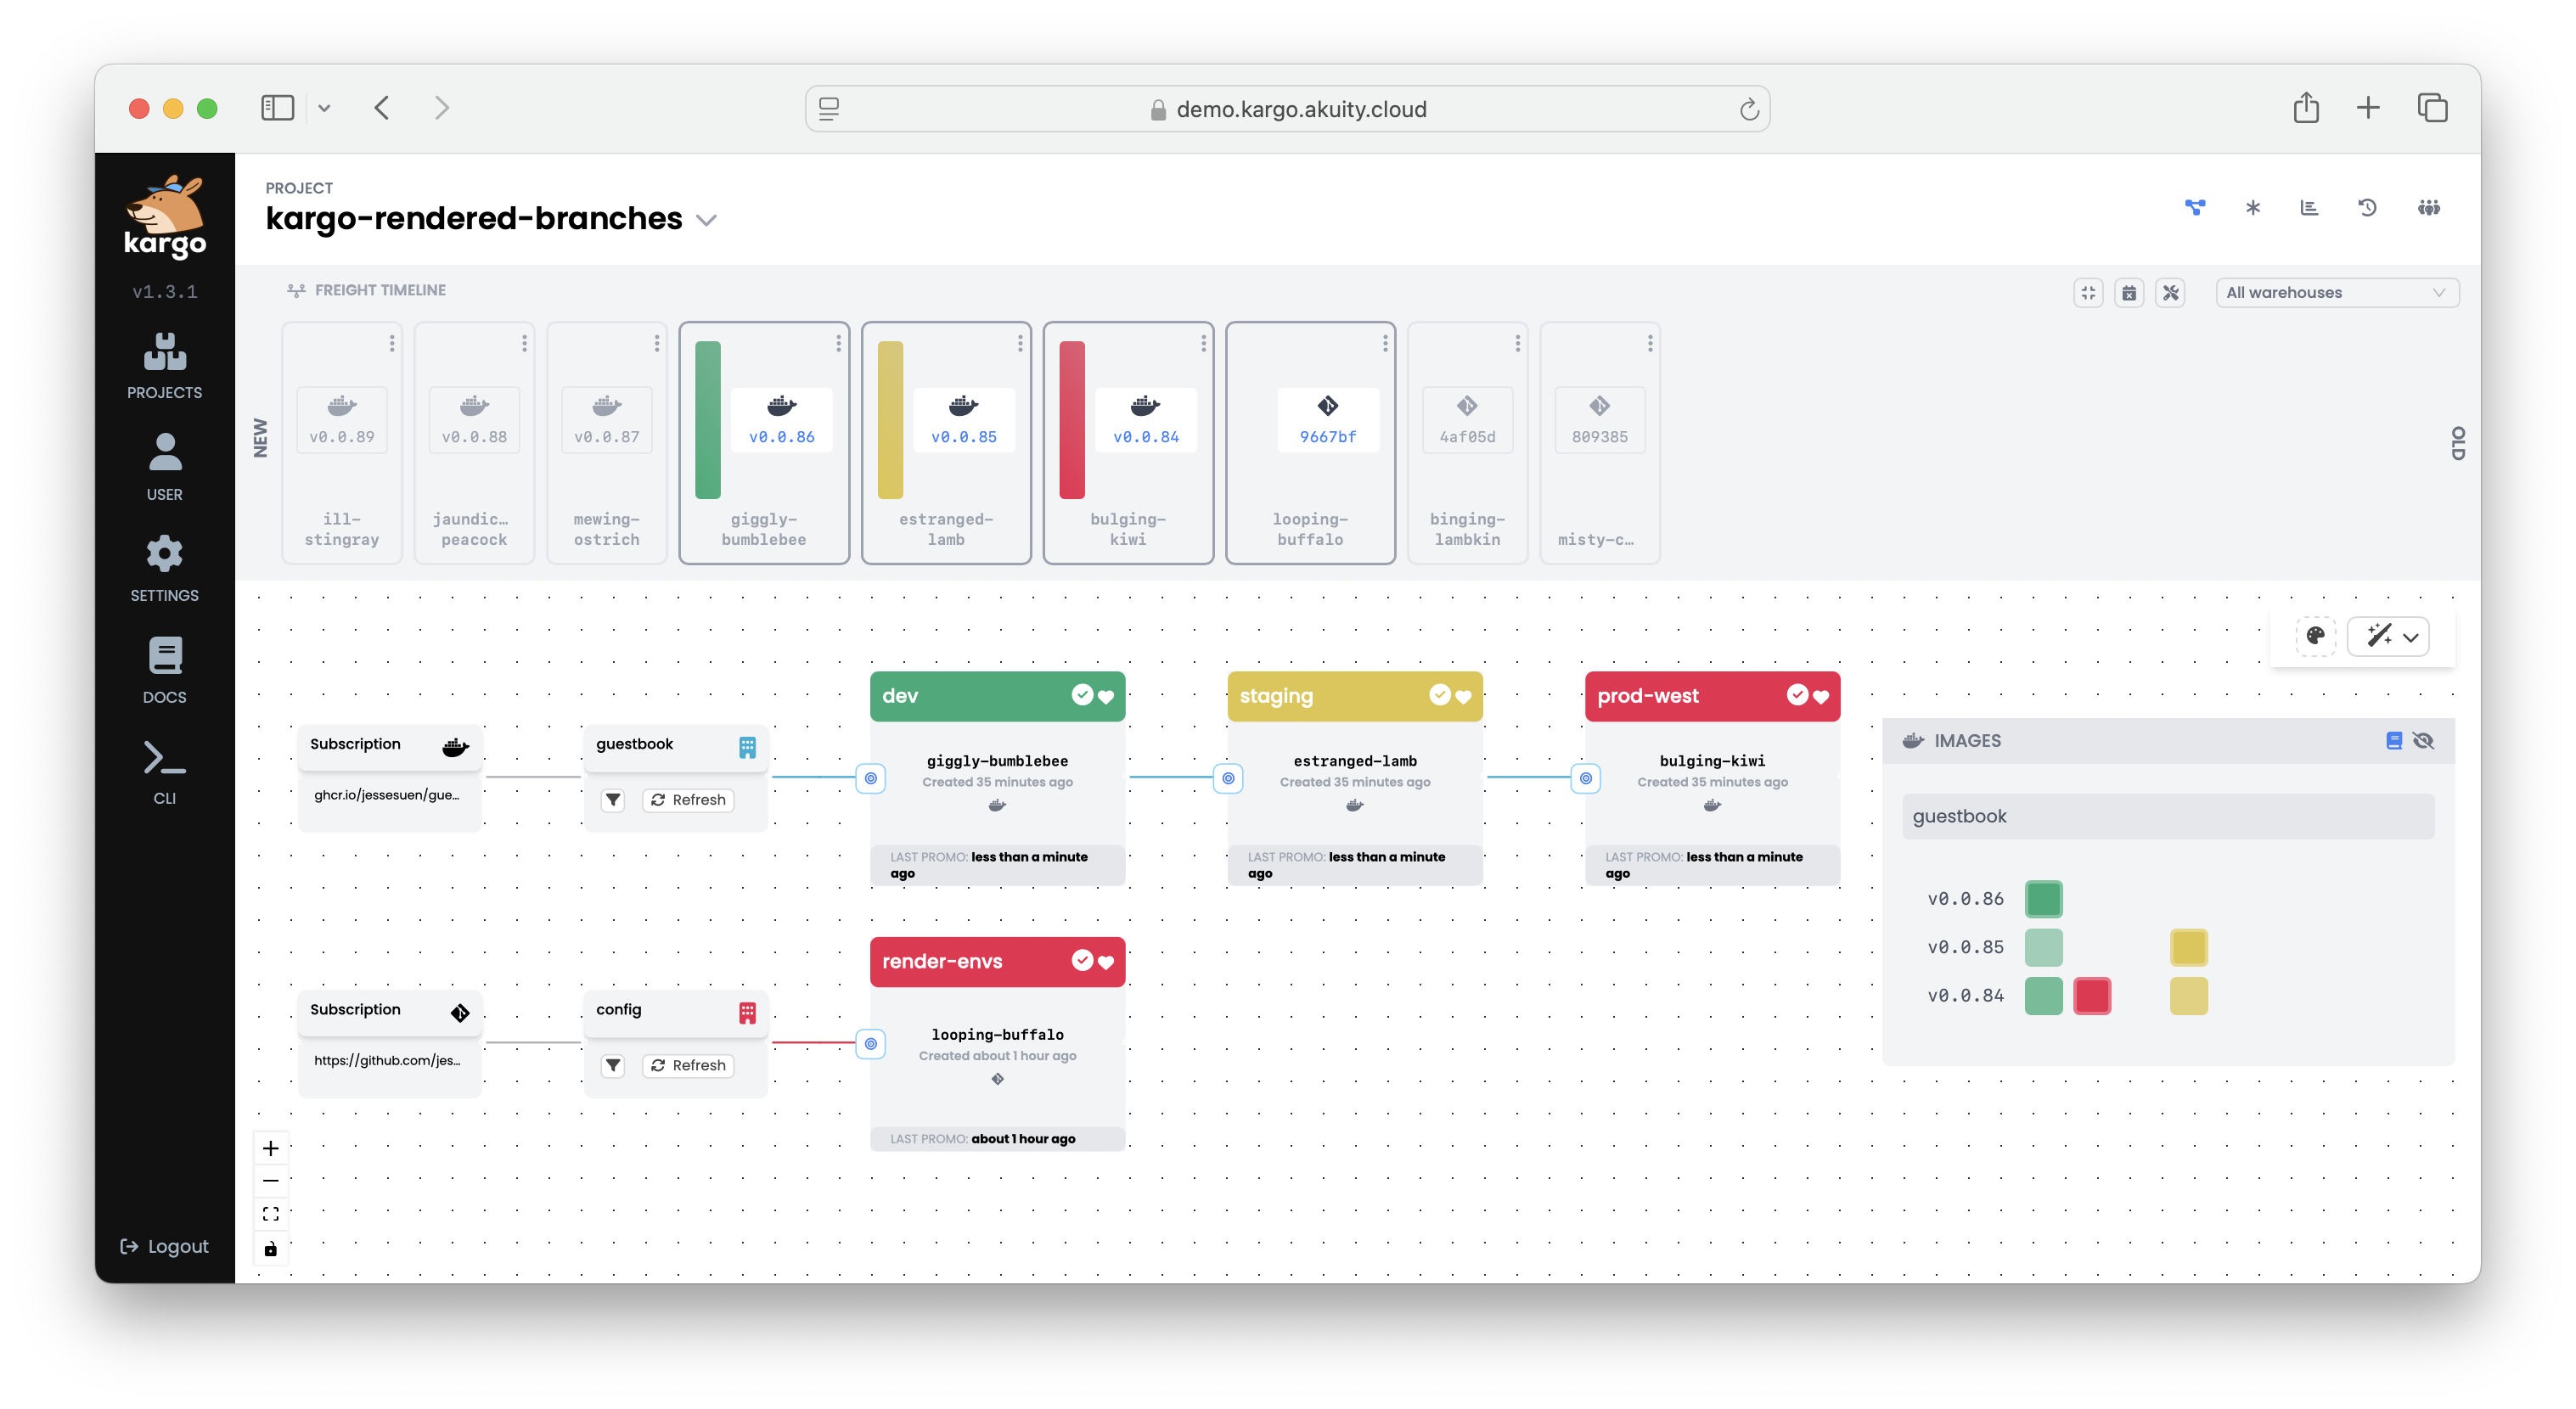 demo.kargo.akuity.cloud
kargo
v1.3.1
PROJECTS
USER
SETTINGS
DOCS
CLI
Logout
PROJECT
kargo-rendered-branches
FREIGHT TIMELINE
All warehouses
NEW
v0.0.89
ill-
stingray
v0.0.88
jaundic…
peacock
v0.0.87
mewing-
ostrich
v0.0.86
giggly-
bumblebee
v0.0.85
estranged-
lamb
v0.0.84
bulging-
kiwi
9667bf
looping-
buffalo
4af05d
binging-
lambkin
809385
misty-c…
OLD
Subscription
ghcr.io/jessesuen/gue…
guestbook
Refresh
dev
giggly-bumblebee
Created 35 minutes ago
LAST PROMO: less than a minute
ago
staging
estranged-lamb
Created 35 minutes ago
LAST PROMO: less than a minute
ago
prod-west
bulging-kiwi
Created 35 minutes ago
LAST PROMO: less than a minute
ago
IMAGES
guestbook
v0.0.86
v0.0.85
v0.0.84
Subscription
https://github.com/jes…
config
Refresh
render-envs
looping-buffalo
Created about 1 hour ago
LAST PROMO: about 1 hour ago